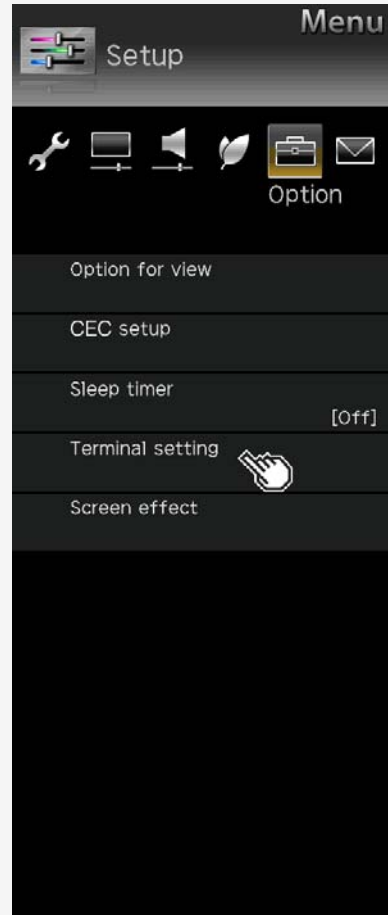 Menu
Setup
Option
Option for view
CEC setup
Sleep timer
[Off]
Terminal setting
Screen effect